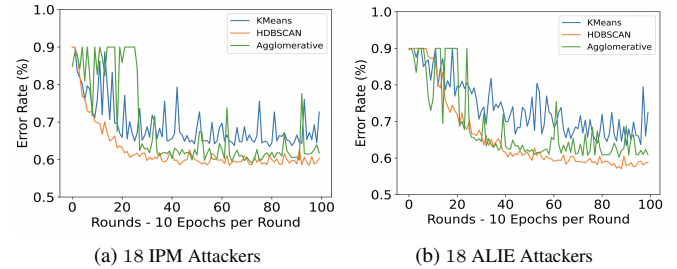 1.0
0.9
0.8
0.7
0.6
0.5
Error Rate (%)
KMeans
HDBSCAN
Agglomerative
0 20 40 60 80 100
Rounds - 10 Epochs per Round
(a) 18 IPM Attackers
1.0
0.9
0.8
0.7
0.6
0.5
Error Rate (%)
KMeans
HDBSCAN
Agglomerative
0 20 40 60 80 100
Rounds - 10 Epochs per Round
(b) 18 ALIE Attackers